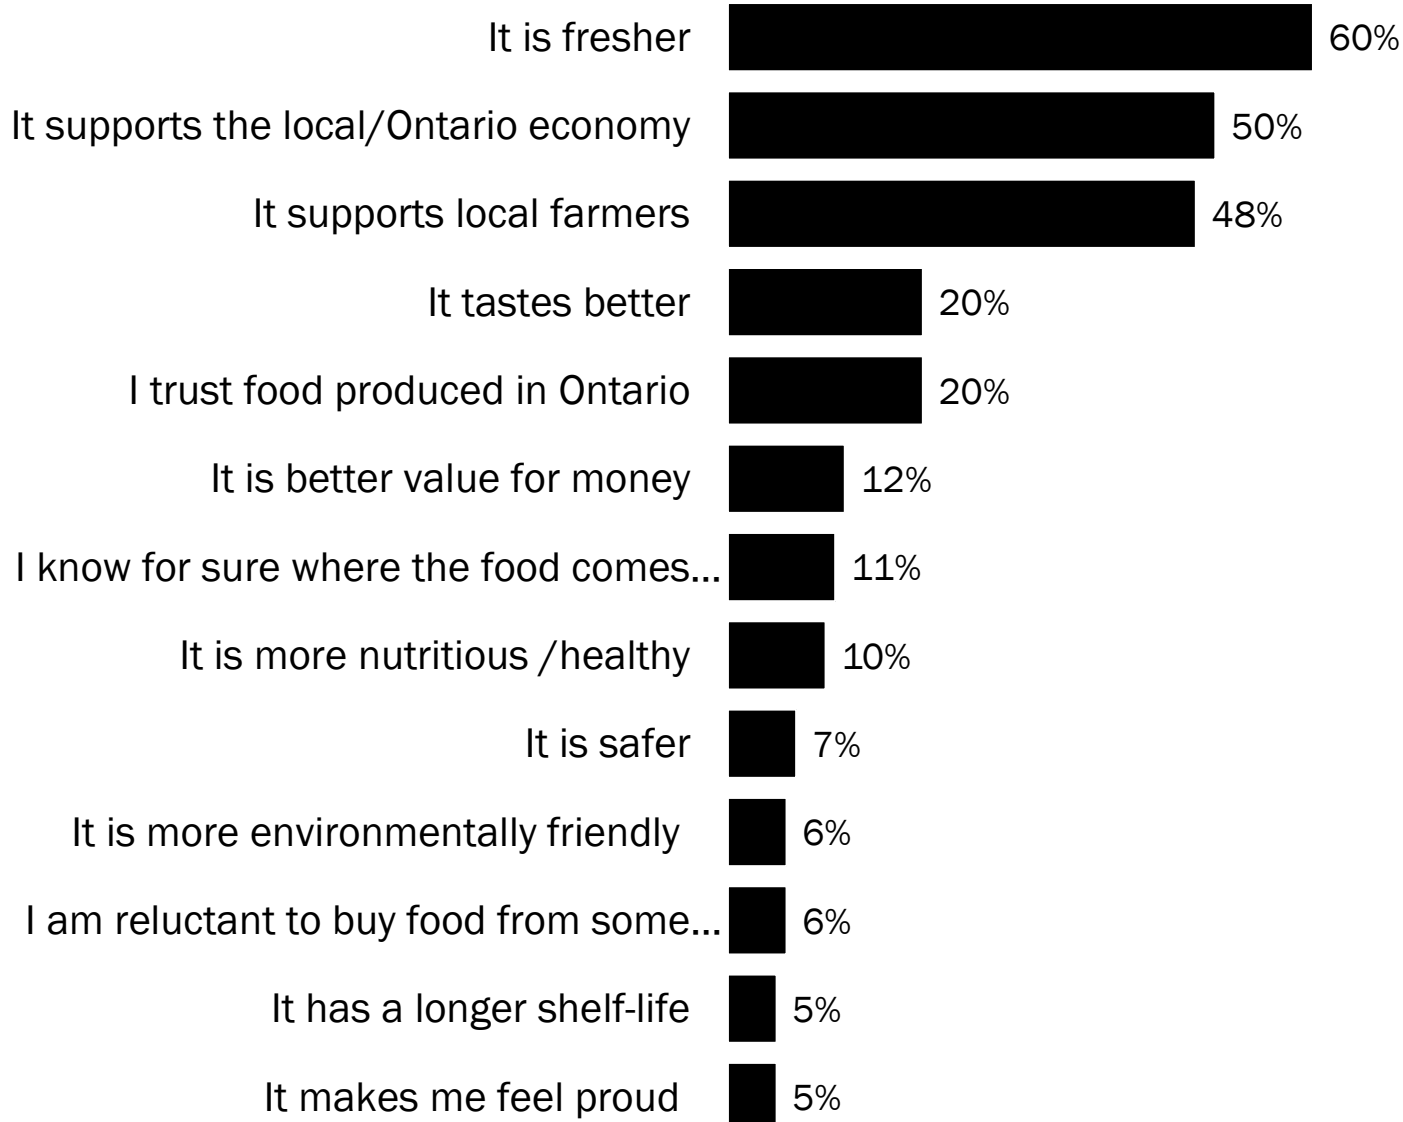 It is fresher 60%
It supports the local/Ontario economy 50%
It supports local farmers 48%
It tastes better 20%
I trust food produced in Ontario 20%
It is better value for money 12%
I know for sure where the food comes... 11%
It is more nutritious /healthy 10%
It is safer 7%
It is more environmentally friendly 6%
I am reluctant to buy food from some... 6%
It has a longer shelf-life 5%
It makes me feel proud 5%